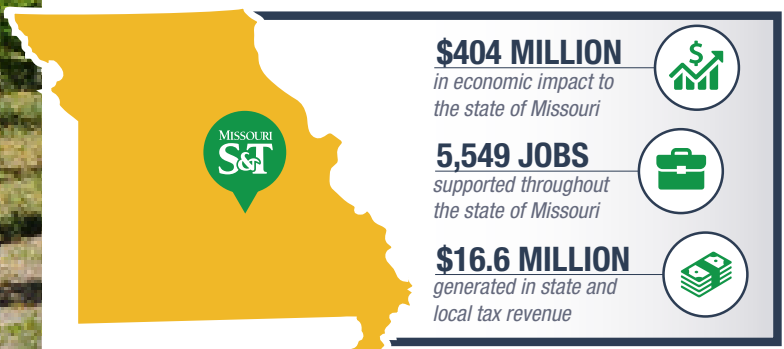 MISSOURI
S&T
$404 MILLION
in economic impact to
the state of Missouri
5,549 JOBS
supported throughout
the state of Missouri
$16.6 MILLION
generated in state and
local tax revenue